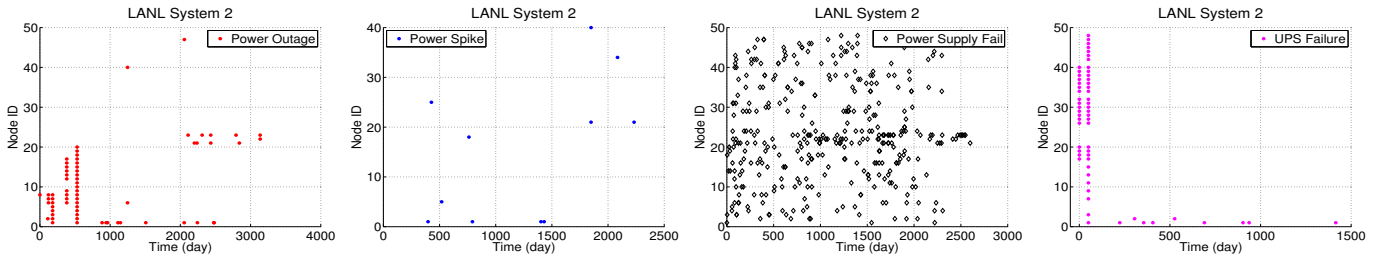 LANL System 2
Power Outage
Node ID
50
40
30
20
10
0
0 1000 2000 3000 4000
Time (day)
LANL System 2
Power Spike
Node ID
40
20
0
0 500 1000 1500 2000 2500
Time (day)
LANL System 2
Power Supply Fail
Node ID
50
40
30
20
10
0
0 500 1000 1500 2000 2500 3000
Time (day)
LANL System 2
UPS Failure
Node ID
50
40
30
20
10
0
0 500 1000 1500
Time (day)